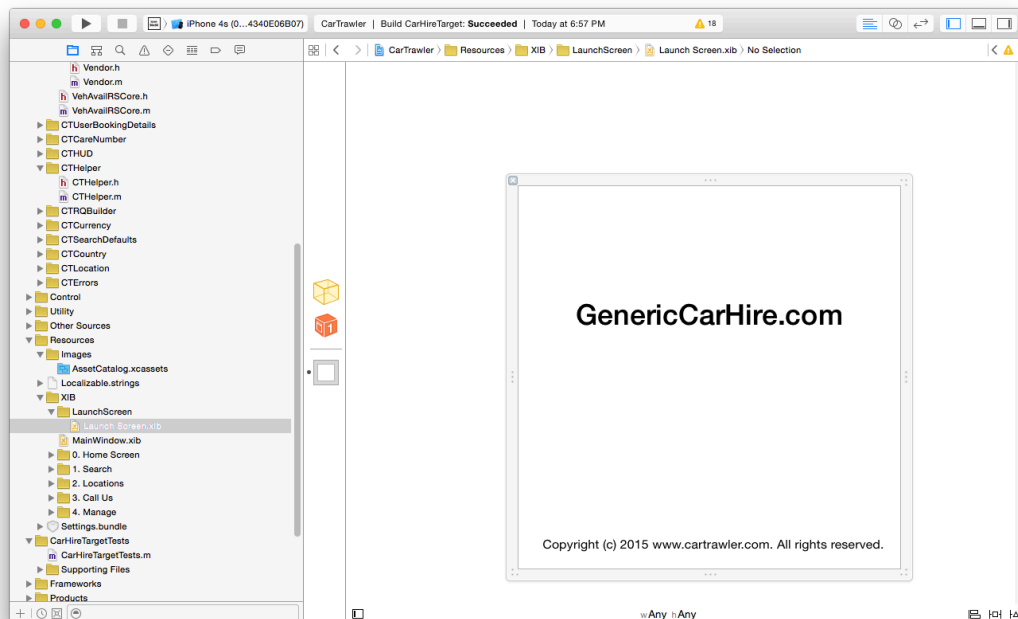 iPhone 4s (0...4340E06B07)
CarTrawler | Build CarHireTarget: Succeeded | Today at 6:57 PM
18
CarTrawler
Resources
XIB
LaunchScreen
Launch Screen.xib
No Selection
Vendor.h
Vendor.m
VehAvailRSCore.h
VehAvailRSCore.m
CTUserBookingDetails
CTCareNumber
CTHUD
CTHelper
CTHelper.h
CTHelper.m
CTRQBuilder
CTCurrency
CTSearchDefaults
CTCountry
CTLocation
CTErrors
Control
Utility
Other Sources
Resources
Images
AssetCatalog.xcassets
Localizable.strings
XIB
LaunchScreen
Launch Screen.xib
MainWindow.xib
0. Home Screen
1. Search
2. Locations
3. Call Us
4. Manage
Settings.bundle
CarHireTargetTests
CarHireTargetTests.m
Supporting Files
Frameworks
Products
GenericCarHire.com
Copyright (c) 2015 www.cartrawler.com. All rights reserved.
wAny hAny